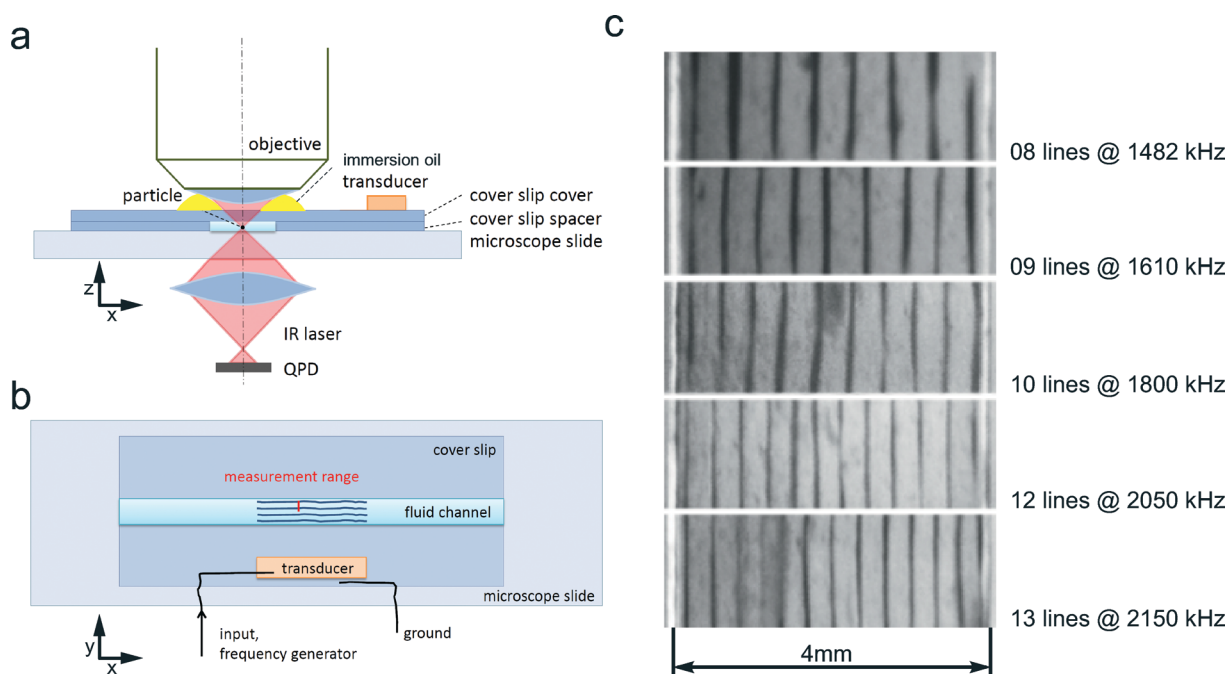 a
objective
immersion oil
transducer
particle
cover slip cover
cover slip spacer
microscope slide
z
x
IR laser
QPD
b
cover slip
measurement range
fluid channel
transducer
microscope slide
y
x
input,
frequency generator
ground
c
08 lines @ 1482 kHz
09 lines @ 1610 kHz
10 lines @ 1800 kHz
12 lines @ 2050 kHz
13 lines @ 2150 kHz
4mm